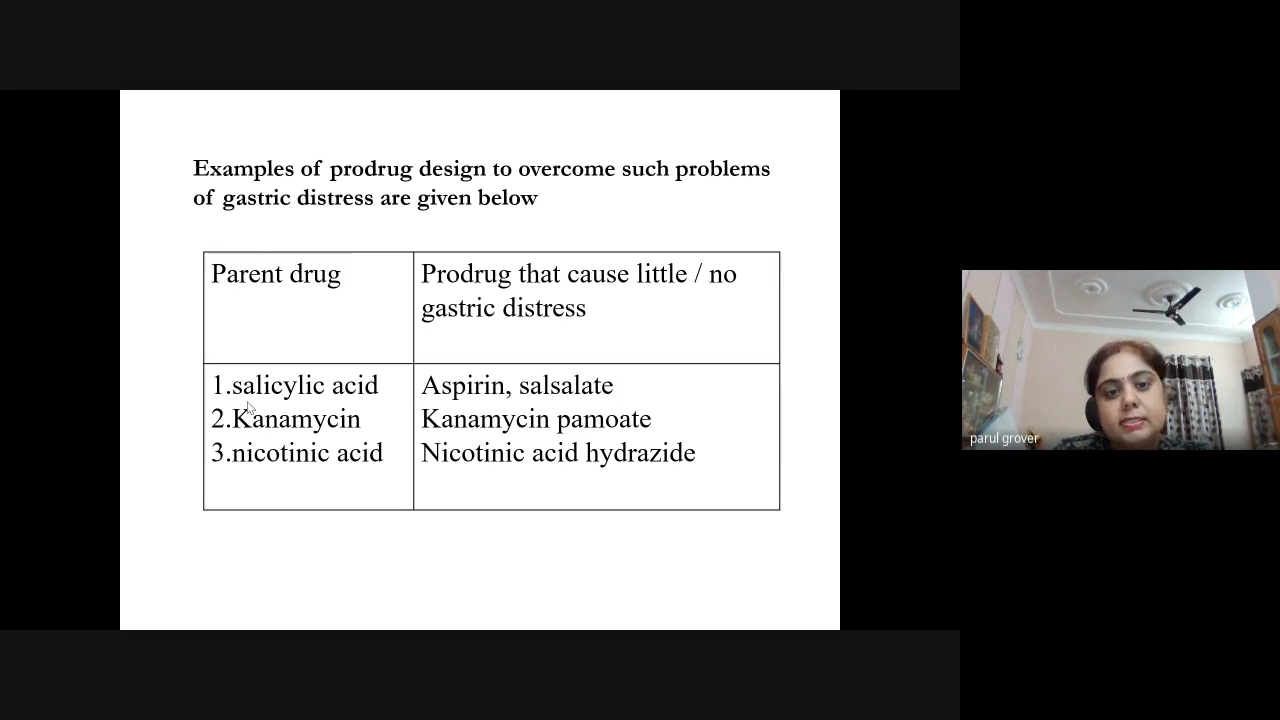 Examples of prodrug design to overcome such problems
of gastric distress are given below
Parent drug
Prodrug that cause little / no
gastric distress
1.salicylic acid
2.Kanamycin
3.nicotinic acid
Aspirin, salsalate
Kanamycin pamoate
Nicotinic acid hydrazide
parul grover